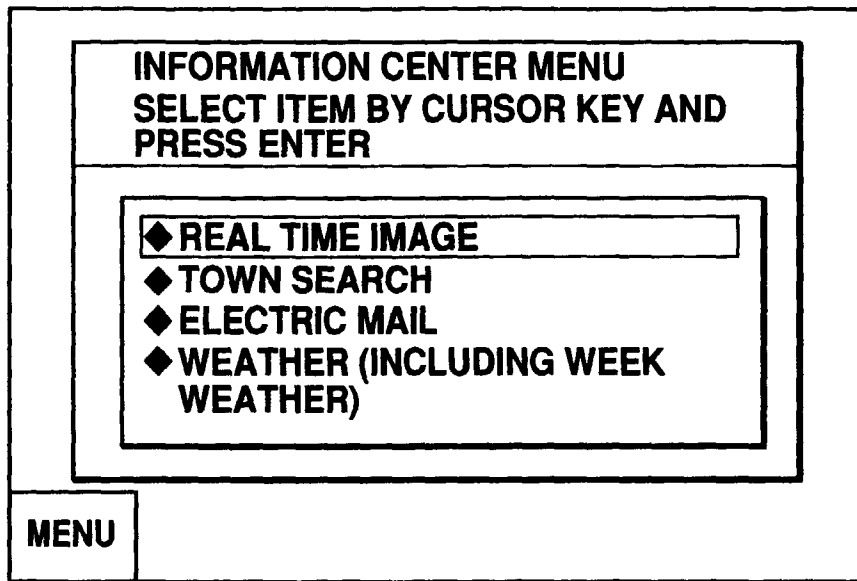 INFORMATION CENTER MENU
SELECT ITEM BY CURSOR KEY AND
PRESS ENTER
◆REAL TIME IMAGE
◆TOWN SEARCH
◆ELECTRIC MAIL
◆WEATHER (INCLUDING WEEK
WEATHER)
MENU